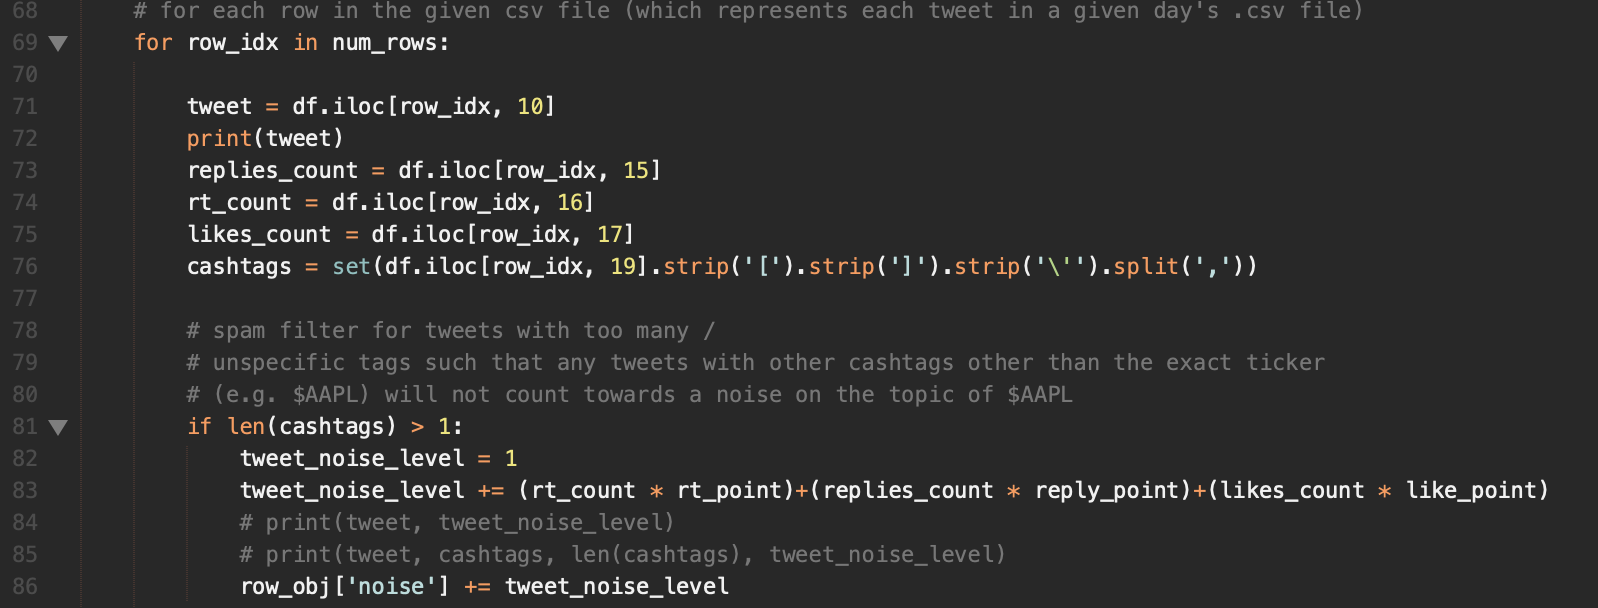 68 # for each row in the given csv file (which represents each tweet in a given day's .csv file)
69 for row_idx in num_rows:
70
71 tweet = df.iloc[row_idx, 10]
72 print(tweet)
73 replies_count = df.iloc[row_idx, 15]
74 rt_count = df.iloc[row_idx, 16]
75 likes_count = df.iloc[row_idx, 17]
76 cashtags = set(df.iloc[row_idx, 19].strip('[').strip(']').strip('\'').split(','))
77
78 # spam filter for tweets with too many /
79 # unspecific tags such that any tweets with other cashtags other than the exact ticker
80 # (e.g. $AAPL) will not count towards a noise on the topic of $AAPL
81 if len(cashtags) > 1:
82 tweet_noise_level = 1
83 tweet_noise_level += (rt_count * rt_point)+(replies_count * reply_point)+(likes_count * like_point)
84 # print(tweet, tweet_noise_level)
85 # print(tweet, cashtags, len(cashtags), tweet_noise_level)
86 row_obj['noise'] += tweet_noise_level